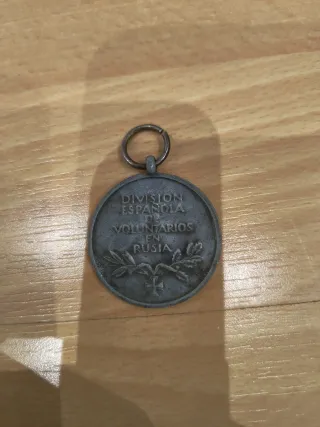 DIVISION
ESPAÑOLA
DE
VOLUNTARIOS
EN
RUSIA